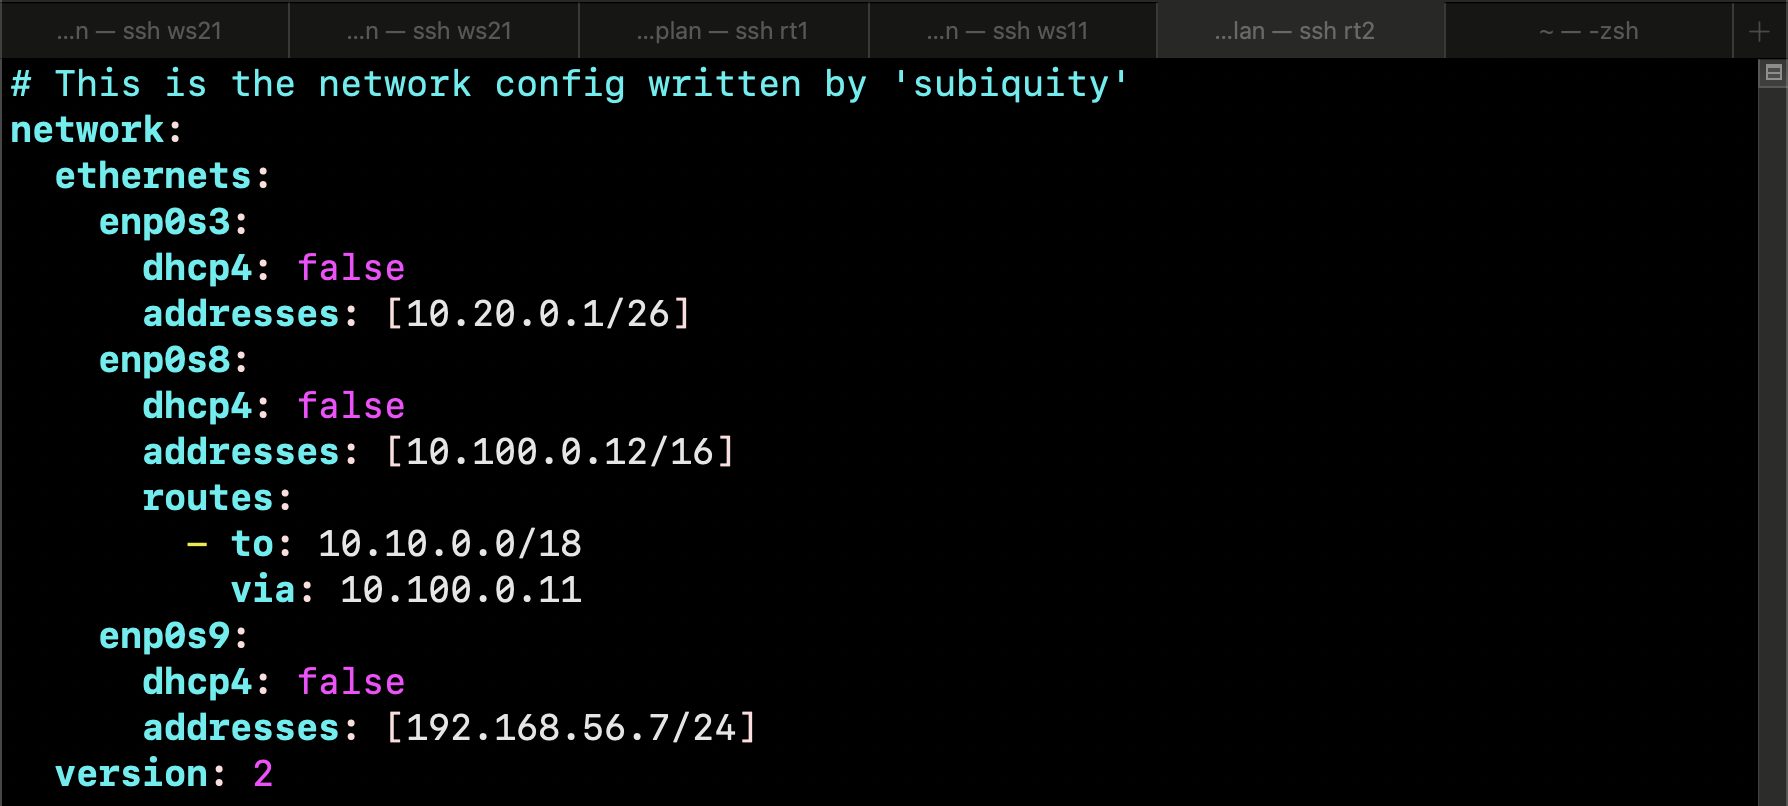 ...n — ssh ws21
...n — ssh ws21
...plan — ssh rt1
...n — ssh ws11
...lan — ssh rt2
~ — -zsh
# This is the network config written by 'subiquity'
network:
  ethernets:
    enp0s3:
      dhcp4: false
      addresses: [10.20.0.1/26]
    enp0s8:
      dhcp4: false
      addresses: [10.100.0.12/16]
      routes:
        - to: 10.10.0.0/18
          via: 10.100.0.11
    enp0s9:
      dhcp4: false
      addresses: [192.168.56.7/24]
  version: 2